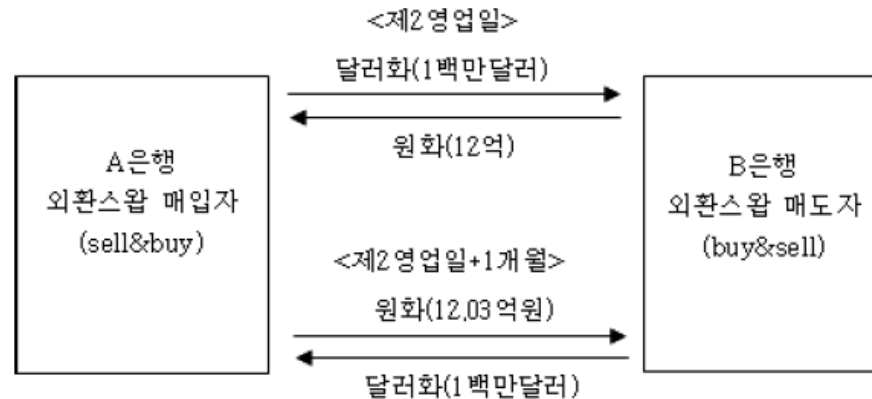 <제2영업일>
달러화(1백만달러)
원화(12억)
A은행
외환스왑 매입자
(sell&buy)
B은행
외환스왑 매도자
(buy&sell)
<제2영업일+1개월>
원화(12.03억원)
달러화(1백만달러)